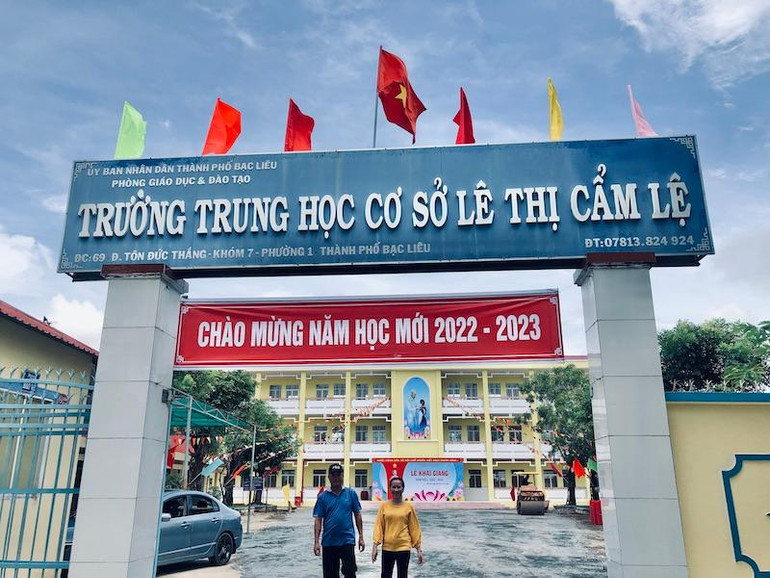 ỦY BAN NHÂN DÂN THÀNH PHỐ BẠC LIÊU
PHÒNG GIÁO DỤC & ĐÀO TẠO
TRƯỜNG TRUNG HỌC CƠ SỞ LÊ THỊ CẨM LỆ
ĐC: 69 Đ. TÔN ĐỨC THẮNG - KHÓM 7 - PHƯỜNG 1 THÀNH PHỐ BẠC LIÊU
ĐT: 07813. 824 924
CHÀO MỪNG NĂM HỌC MỚI 2022 - 2023
LỄ KHAI GIẢNG